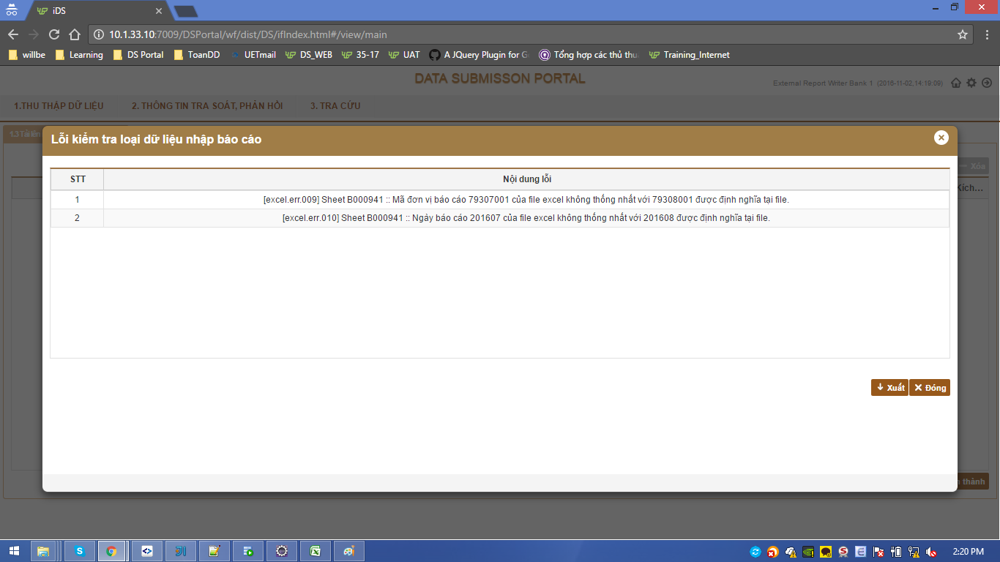 iDS
10.1.33.10:7009/DSPortal/wf/dist/DS/ifIndex.html#/view/main
willbe Learning DS Portal ToanDD UETmail DS_WEB 35-17 UAT A JQuery Plugin for G Tổng hợp các thủ thu Training_Internet
DATA SUBMISSON PORTAL
External Report Writer Bank 1 (2016-11-02,14:19:09)
1.THU THẬP DỮ LIỆU 2. THÔNG TIN TRA SOÁT, PHẢN HỒI 3. TRA CỨU
1.3 Tải lên
Lỗi kiểm tra loại dữ liệu nhập báo cáo
Xóa
STT Nội dung lỗi
Kích...
1 [excel.err.009] Sheet B000941 :: Mã đơn vị báo cáo 79307001 của file excel không thống nhất với 79308001 được định nghĩa tại file.
2 [excel.err.010] Sheet B000941 :: Ngày báo cáo 201607 của file excel không thống nhất với 201608 được định nghĩa tại file.
Xuất Đóng
thành
2:20 PM